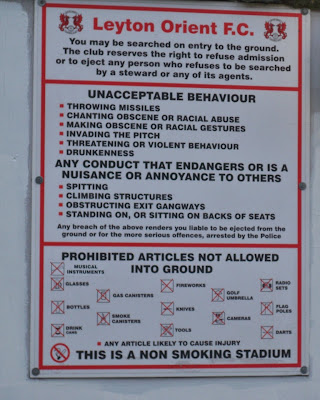 Leyton Orient F.C.
You may be searched on entry to the ground.
The club reserves the right to refuse admission
or to eject any person who refuses to be searched
by a steward or any of its agents.
UNACCEPTABLE BEHAVIOUR
THROWING MISSILES
CHANTING OBSCENE OR RACIAL ABUSE
MAKING OBSCENE OR RACIAL GESTURES
INVADING THE PITCH
THREATENING OR VIOLENT BEHAVIOUR
DRUNKENNESS
ANY CONDUCT THAT ENDANGERS OR IS A
NUISANCE OR ANNOYANCE TO OTHERS
SPITTING
CLIMBING STRUCTURES
OBSTRUCTING EXIT GANGWAYS
STANDING ON, OR SITTING ON BACKS OF SEATS
Any breach of the above renders you liable to be ejected from the
ground or for the more serious offences, arrested by the Police
PROHIBITED ARTICLES NOT ALLOWED
INTO GROUND
MUSICAL
INSTRUMENTS
GLASSES
GAS CANISTERS
FIREWORKS
GOLF
UMBRELLA
RADIO
SETS
BOTTLES
SMOKE
CANISTERS
KNIVES
CAMERAS
FLAG
POLES
DRINK
CANS
TOOLS
DARTS
ANY ARTICLE LIKELY TO CAUSE INJURY
THIS IS A NON SMOKING STADIUM